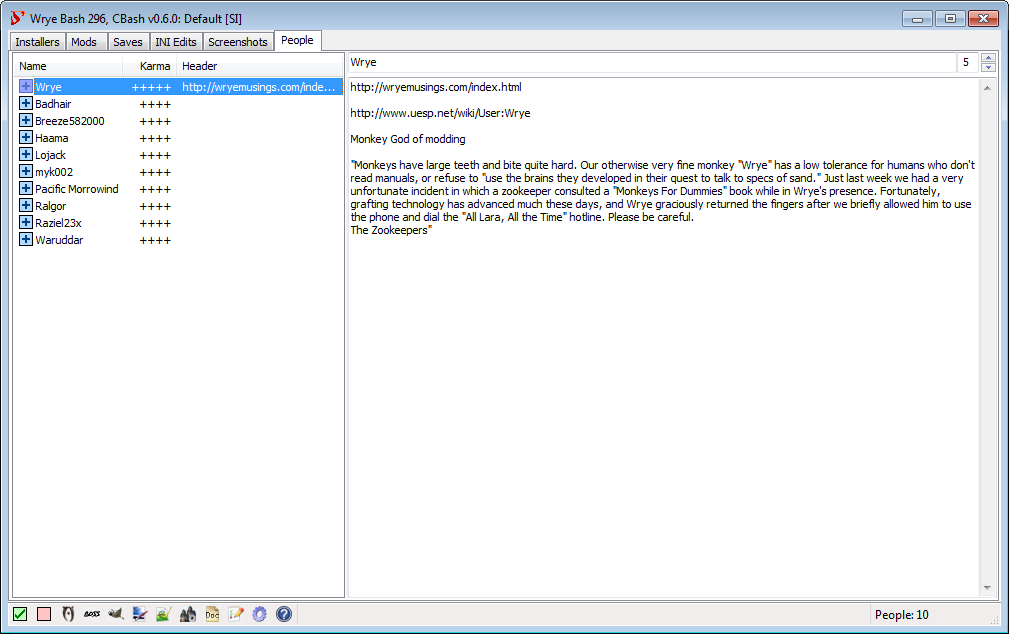 Wrye Bash 296, CBash v0.6.0: Default [SI]
Installers Mods Saves INI Edits Screenshots People
Name Karma Header
Wrye +++++ http://wryemusings.com/inde...
Badhair ++++
Breeze582000 ++++
Haama ++++
Lojack ++++
myk002 ++++
Pacific Morrowind ++++
Ralgor ++++
Raziel23x ++++
Waruddar ++++
Wrye 5
http://wryemusings.com/index.html
http://www.uesp.net/wiki/User:Wrye
Monkey God of modding
"Monkeys have large teeth and bite quite hard. Our otherwise very fine monkey "Wrye" has a low tolerance for humans who don't
read manuals, or refuse to "use the brains they developed in their quest to talk to specs of sand." Just last week we had a very
unfortunate incident in which a zookeeper consulted a "Monkeys For Dummies" book while in Wrye's presence. Fortunately,
grafting technology has advanced much these days, and Wrye graciously returned the fingers after we briefly allowed him to use
the phone and dial the "All Lara, All the Time" hotline. Please be careful.
The Zookeepers"
BOSS Doc ?
People: 10